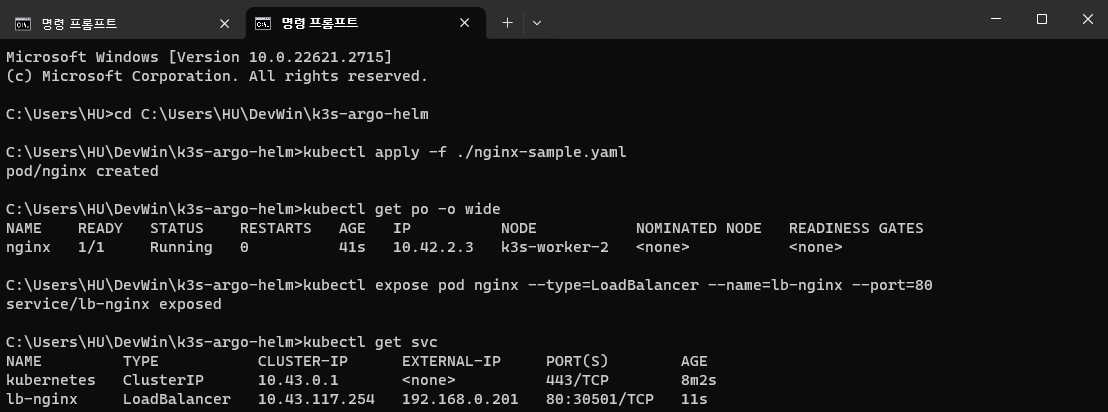 명령 프롬프트 명령 프롬프트
Microsoft Windows [Version 10.0.22621.2715]
(c) Microsoft Corporation. All rights reserved.
C:\Users\HU>cd C:\Users\HU\DevWin\k3s-argo-helm
C:\Users\HU\DevWin\k3s-argo-helm>kubectl apply -f ./nginx-sample.yaml
pod/nginx created
C:\Users\HU\DevWin\k3s-argo-helm>kubectl get po -o wide
NAME    READY   STATUS    RESTARTS   AGE   IP          NODE           NOMINATED NODE   READINESS GATES
nginx   1/1     Running   0          41s   10.42.2.3   k3s-worker-2   <none>           <none>
C:\Users\HU\DevWin\k3s-argo-helm>kubectl expose pod nginx --type=LoadBalancer --name=lb-nginx --port=80
service/lb-nginx exposed
C:\Users\HU\DevWin\k3s-argo-helm>kubectl get svc
NAME         TYPE           CLUSTER-IP      EXTERNAL-IP     PORT(S)        AGE
kubernetes   ClusterIP      10.43.0.1       <none>          443/TCP        8m2s
lb-nginx     LoadBalancer   10.43.117.254   192.168.0.201   80:30501/TCP   11s